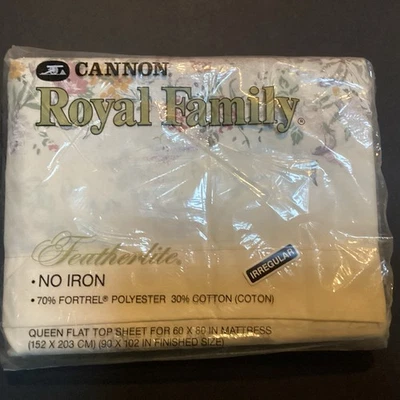 CANNON®
Royal Family®
Featherlite®
• NO IRON
IRREGULAR
• 70% FORTREL® POLYESTER 30% COTTON (COTON)
QUEEN FLAT TOP SHEET FOR 60 X 80 IN MATTRESS
(152 X 203 CM) (90 X 102 IN FINISHED SIZE)